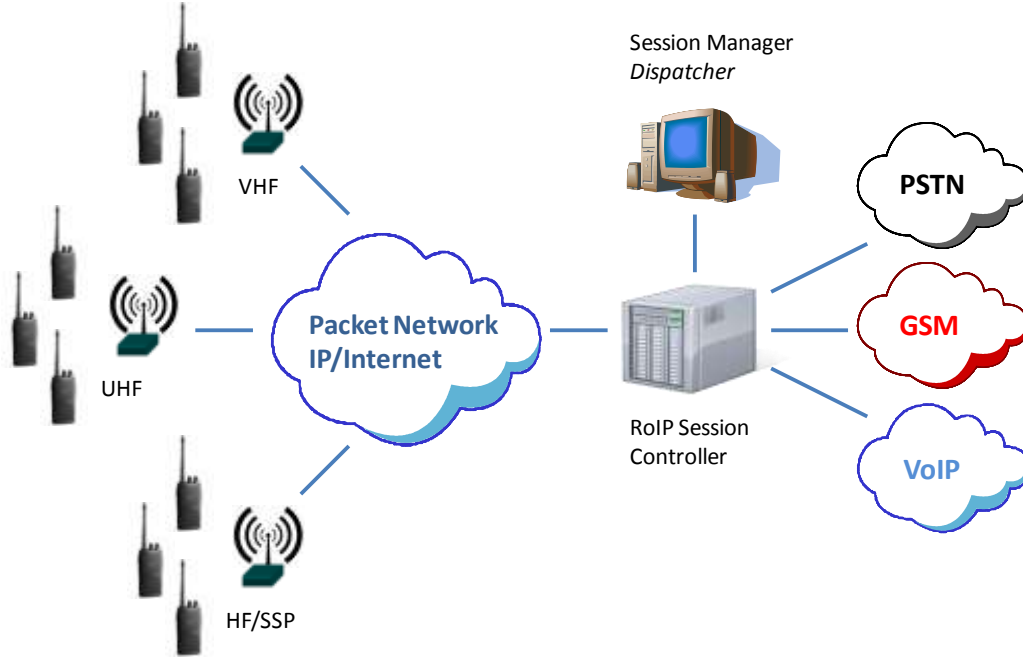 Session Manager
Dispatcher
VHF
PSTN
Packet Network
IP/Internet
GSM
UHF
RoIP Session
Controller
VoIP
HF/SSP